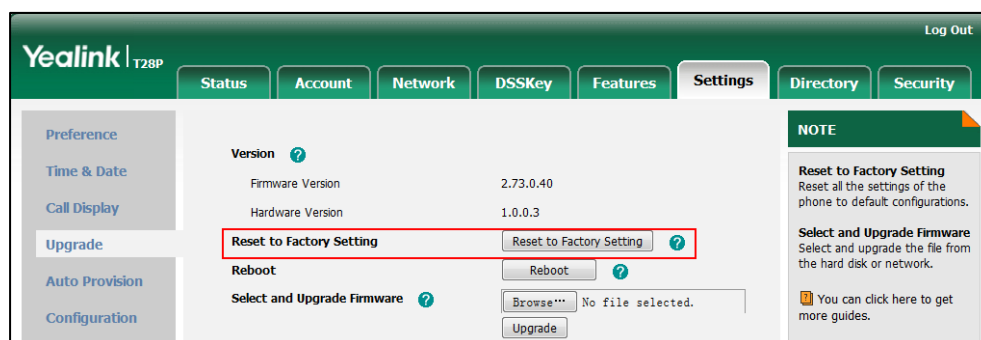 Log Out
Yealink T28P
Status Account Network DSSKey Features Settings Directory Security
Preference
Time & Date
Call Display
Upgrade
Auto Provision
Configuration
Version ?
Firmware Version 2.73.0.40
Hardware Version 1.0.0.3
Reset to Factory Setting Reset to Factory Setting ?
Reboot Reboot ?
Select and Upgrade Firmware ? Browse... No file selected.
Upgrade
NOTE
Reset to Factory Setting
Reset all the settings of the
phone to default configurations.
Select and Upgrade Firmware
Select and upgrade the file from
the hard disk or network.
? You can click here to get
more guides.